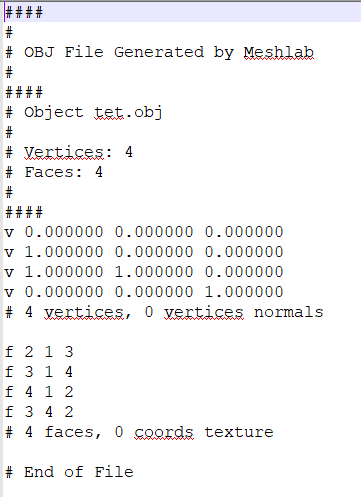 ####
#
# OBJ File Generated by Meshlab
#
####
# Object tet.obj
#
# Vertices: 4
# Faces: 4
#
####
v 0.000000 0.000000 0.000000
v 1.000000 0.000000 0.000000
v 1.000000 1.000000 0.000000
v 0.000000 0.000000 1.000000
# 4 vertices, 0 vertices normals

f 2 1 3
f 3 1 4
f 4 1 2
f 3 4 2
# 4 faces, 0 coords texture

# End of File